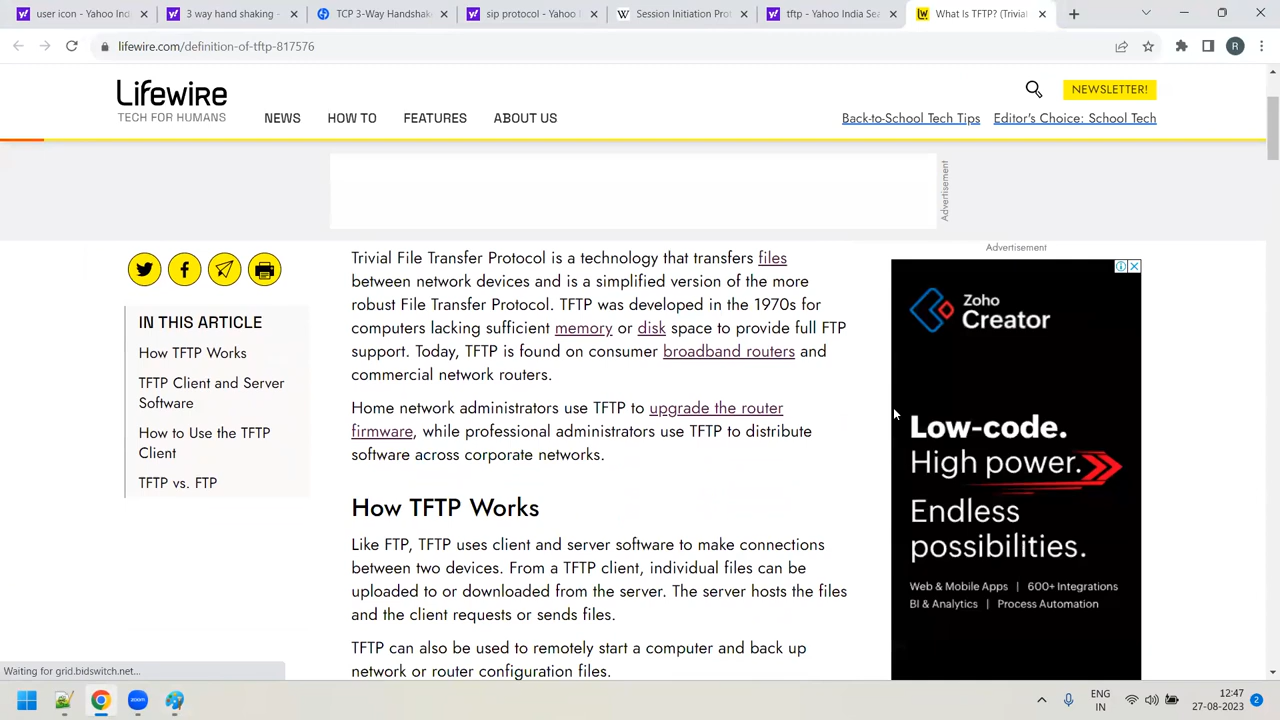 user icon. - Yahoo
3 way hand shaking -
TCP 3-Way Handshak
sip protocol - Yahoo
Session Initiation Pro
tftp - Yahoo India Se
What Is TFTP? (Trivial
lifewire.com/definition-of-tftp-817576
R
Lifewire
TECH FOR HUMANS
NEWS
HOW TO
FEATURES
ABOUT US
NEWSLETTER!
Back-to-School Tech Tips
Editor's Choice: School Tech
Advertisement
Advertisement
IN THIS ARTICLE
How TFTP Works
TFTP Client and Server
Software
How to Use the TFTP
Client
TFTP vs. FTP
Trivial File Transfer Protocol is a technology that transfers files
between network devices and is a simplified version of the more
robust File Transfer Protocol. TFTP was developed in the 1970s for
computers lacking sufficient memory or disk space to provide full FTP
support. Today, TFTP is found on consumer broadband routers and
commercial network routers.
Home network administrators use TFTP to upgrade the router
firmware, while professional administrators use TFTP to distribute
software across corporate networks.
How TFTP Works
Like FTP, TFTP uses client and server software to make connections
between two devices. From a TFTP client, individual files can be
uploaded to or downloaded from the server. The server hosts the files
and the client requests or sends files.
TFTP can also be used to remotely start a computer and back up
network or router configuration files.
Zoho
Creator
Low-code.
High power.
Endless
possibilities.
Web & Mobile Apps | 600+ Integrations
BI & Analytics | Process Automation
Waiting for grid.bidswitch.net...
zoom
ENG
IN
12:47
27-08-2023
2